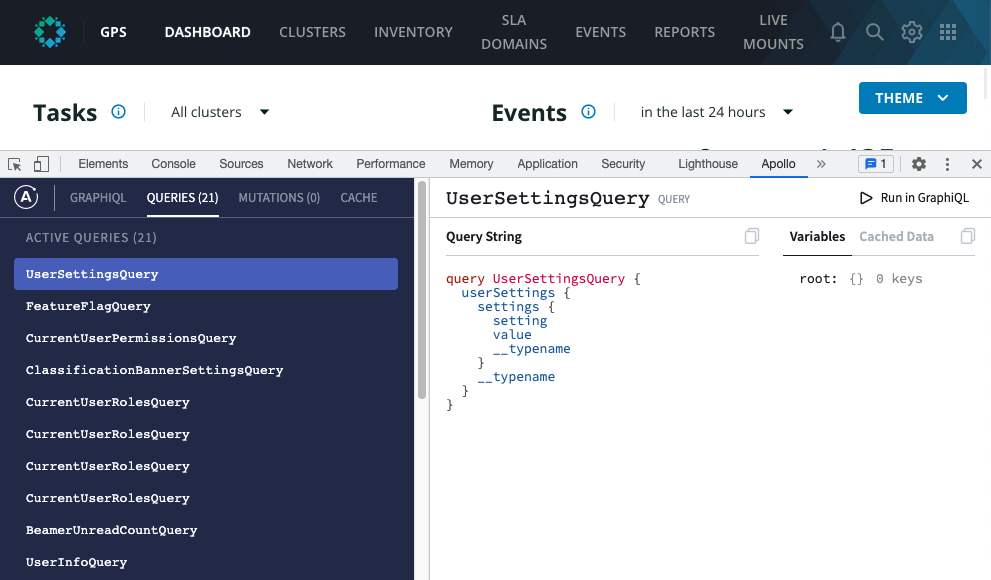 GPS DASHBOARD CLUSTERS INVENTORY SLA DOMAINS EVENTS REPORTS LIVE MOUNTS
Tasks All clusters Events in the last 24 hours THEME
Elements Console Sources Network Performance Memory Application Security Lighthouse Apollo » 1
A GRAPHIQL QUERIES (21) MUTATIONS (0) CACHE
ACTIVE QUERIES (21)
UserSettingsQuery
FeatureFlagQuery
CurrentUserPermissionsQuery
ClassificationBannerSettingsQuery
CurrentUserRolesQuery
CurrentUserRolesQuery
CurrentUserRolesQuery
CurrentUserRolesQuery
BeamerUnreadCountQuery
UserInfoQuery
UserSettingsQuery QUERY Run in GraphiQL
Query String
query UserSettingsQuery {
  userSettings {
    settings {
      setting
      value
      __typename
    }
    __typename
  }
}
Variables Cached Data
root: {} 0 keys